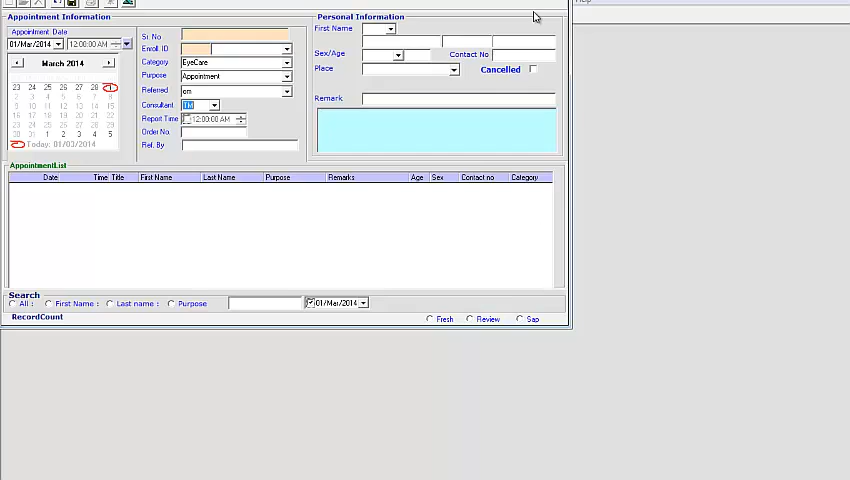 Help
Appointment Information
Appointment Date
01/Mar/2014 12:00:00 AM
March 2014
23 24 25 26 27 28 1
2 3 4 5 6 7 8
9 10 11 12 13 14 15
16 17 18 19 20 21 22
23 24 25 26 27 28 29
30 31 1 2 3 4 5
Today: 01/03/2014
Sr. No
Enroll. ID
Category EyeCare
Purpose Appointment
Referred om
Consultant TM
Report Time 12:00:00 AM
Order No.
Ref. By
Personal Information
First Name
Sex/Age Contact No
Place Cancelled
Remark
AppointmentList
Date Time Title First Name Last Name Purpose Remarks Age Sex Contact no Category
Search
All : First Name : Last name : Purpose 01/Mar/2014
RecordCount Fresh Review Sap